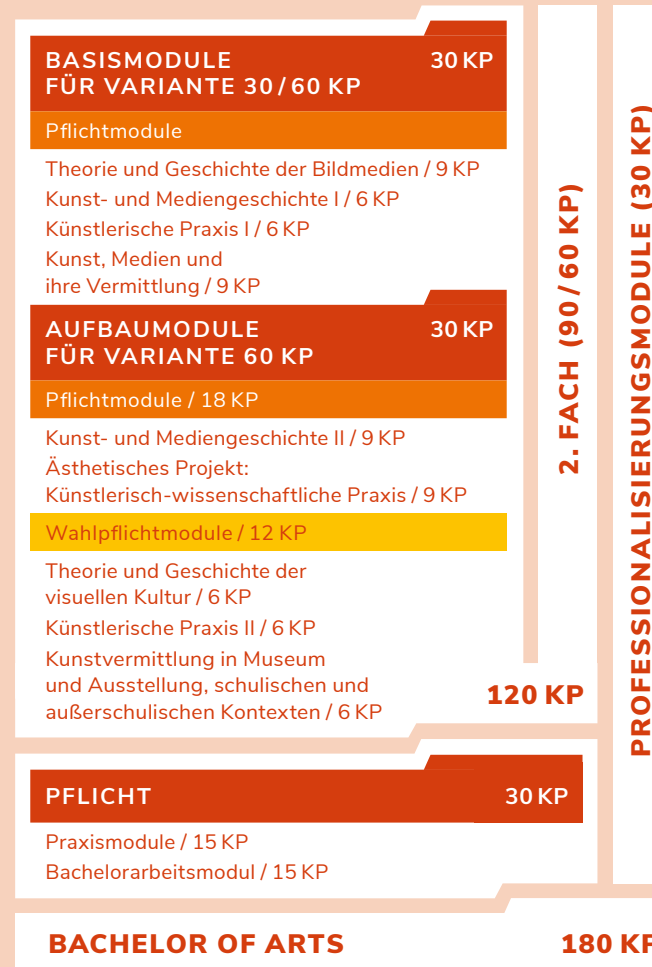 BASISMODULE 30 KP
FÜR VARIANTE 30/60 KP
Pflichtmodule
Theorie und Geschichte der Bildmedien / 9 KP
Kunst- und Mediengeschichte I / 6 KP
Künstlerische Praxis I / 6 KP
Kunst, Medien und
ihre Vermittlung / 9 KP
AUFBAUMODULE 30 KP
FÜR VARIANTE 60 KP
Pflichtmodule / 18 KP
Kunst- und Mediengeschichte II / 9 KP
Ästhetisches Projekt:
Künstlerisch-wissenschaftliche Praxis / 9 KP
Wahlpflichtmodule / 12 KP
Theorie und Geschichte der
visuellen Kultur / 6 KP
Künstlerische Praxis II / 6 KP
Kunstvermittlung in Museum
und Ausstellung, schulischen und
außerschulischen Kontexten / 6 KP
2. FACH (90/60 KP)
120 KP
PROFESSIONALISIERUNGSMODULE (30 KP)
PFLICHT 30 KP
Praxismodule / 15 KP
Bachelorarbeitsmodul / 15 KP
BACHELOR OF ARTS 180 KP